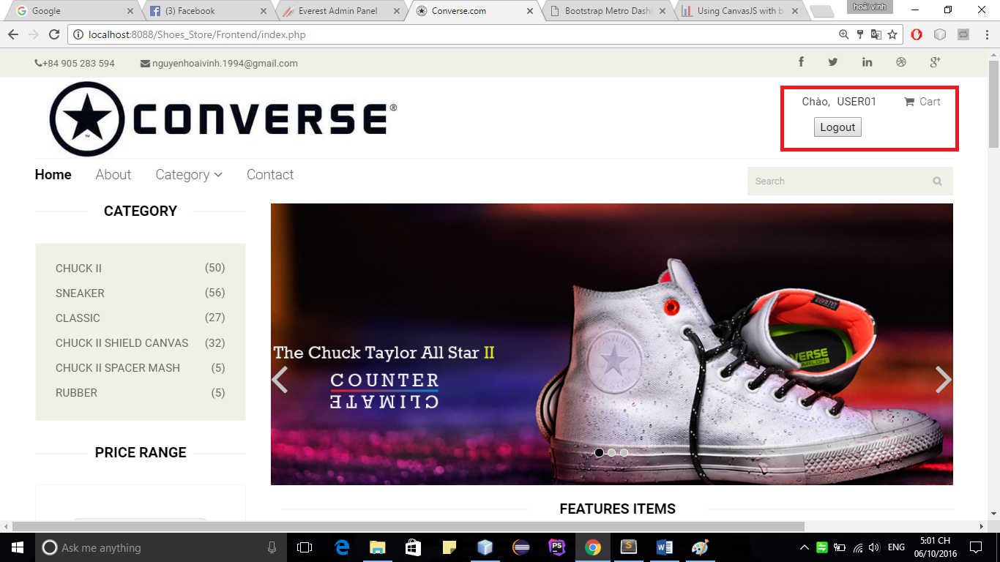 hoài vinh
Google
(3) Facebook
Everest Admin Panel
Converse.com
Bootstrap Metro Dash
Using CanvasJS with b
localhost:8088/Shoes_Store/Frontend/index.php
+84 905 283 594
nguyenhoaivinh.1994@gmail.com
CONVERSE®
TM
Chào, USER01
Cart
Logout
Home
About
Category
Contact
Search
CATEGORY
CHUCK II (50)
SNEAKER (56)
CLASSIC (27)
CHUCK II SHIELD CANVAS (32)
CHUCK II SPACER MASH (5)
RUBBER (5)
PRICE RANGE
The Chuck Taylor All Star II
COUNTER
CLIMATE
FEATURES ITEMS
Ask me anything
ENG
5:01 CH
06/10/2016